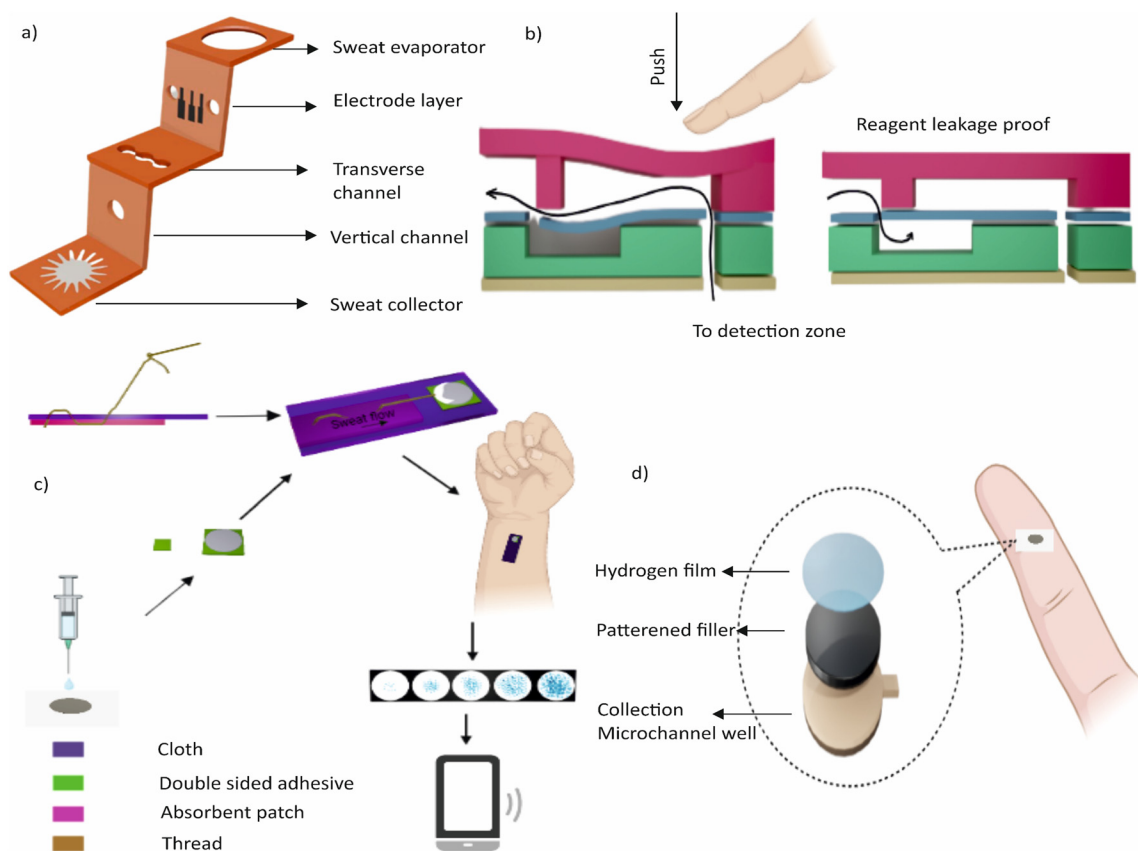 a)
Sweat evaporator
Electrode layer
Transverse
channel
Vertical channel
Sweat collector
b)
Push
Reagent leakage proof
To detection zone
c)
Sweat flow
Cloth
Double sided adhesive
Absorbent patch
Thread
d)
Hydrogen film
Patterened filler
Collection
Microchannel well